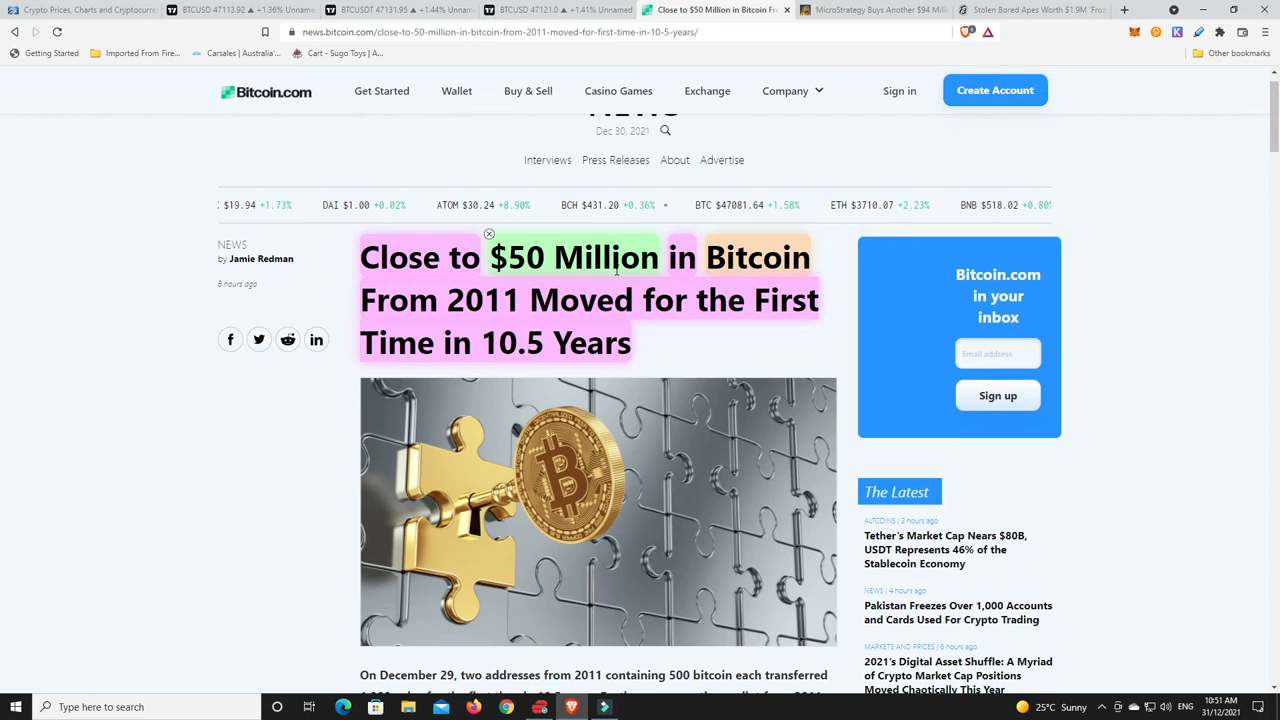 Crypto Prices, Charts and Cryptocurr
BTCUSD 47113.92 ▲ +1.36% Unnamed
BTCUSDT 47131.95 ▲ +1.44% Unnam
BTCUSD 47121.0 ▲ +1.41% Unnamed
Close to $50 Million in Bitcoin Fr
MicroStrategy Buys Another $94 Mil
Stolen Bored Apes Worth $1.9M 'Froz
news.bitcoin.com/close-to-50-million-in-bitcoin-from-2011-moved-for-first-time-in-10-5-years/
Getting Started
Imported From Fire...
Carsales | Australia'...
Cart - Sugo Toys | A...
Other bookmarks
Bitcoin.com
Get Started
Wallet
Buy & Sell
Casino Games
Exchange
Company
Sign in
Create Account
NEWS
Dec 30, 2021
Interviews Press Releases About Advertise
$19.94 +1.73% DAI $1.00 +0.02% ATOM $30.24 +8.90% BCH $431.20 +0.36% BTC $47081.64 +1.58% ETH $3710.07 +2.23% BNB $518.02 +0.80%
NEWS
by Jamie Redman
8 hours ago
Close to $50 Million in Bitcoin
From 2011 Moved for the First
Time in 10.5 Years
On December 29, two addresses from 2011 containing 500 bitcoin each transferred
Bitcoin.com
in your
inbox
Email address
Sign up
The Latest
ALTCOINS | 2 hours ago
Tether's Market Cap Nears $80B,
USDT Represents 46% of the
Stablecoin Economy
NEWS | 4 hours ago
Pakistan Freezes Over 1,000 Accounts
and Cards Used For Crypto Trading
MARKETS AND PRICES | 6 hours ago
2021's Digital Asset Shuffle: A Myriad
of Crypto Market Cap Positions
Moved Chaotically This Year
Type here to search
25°C Sunny
10:51 AM
31/12/2021